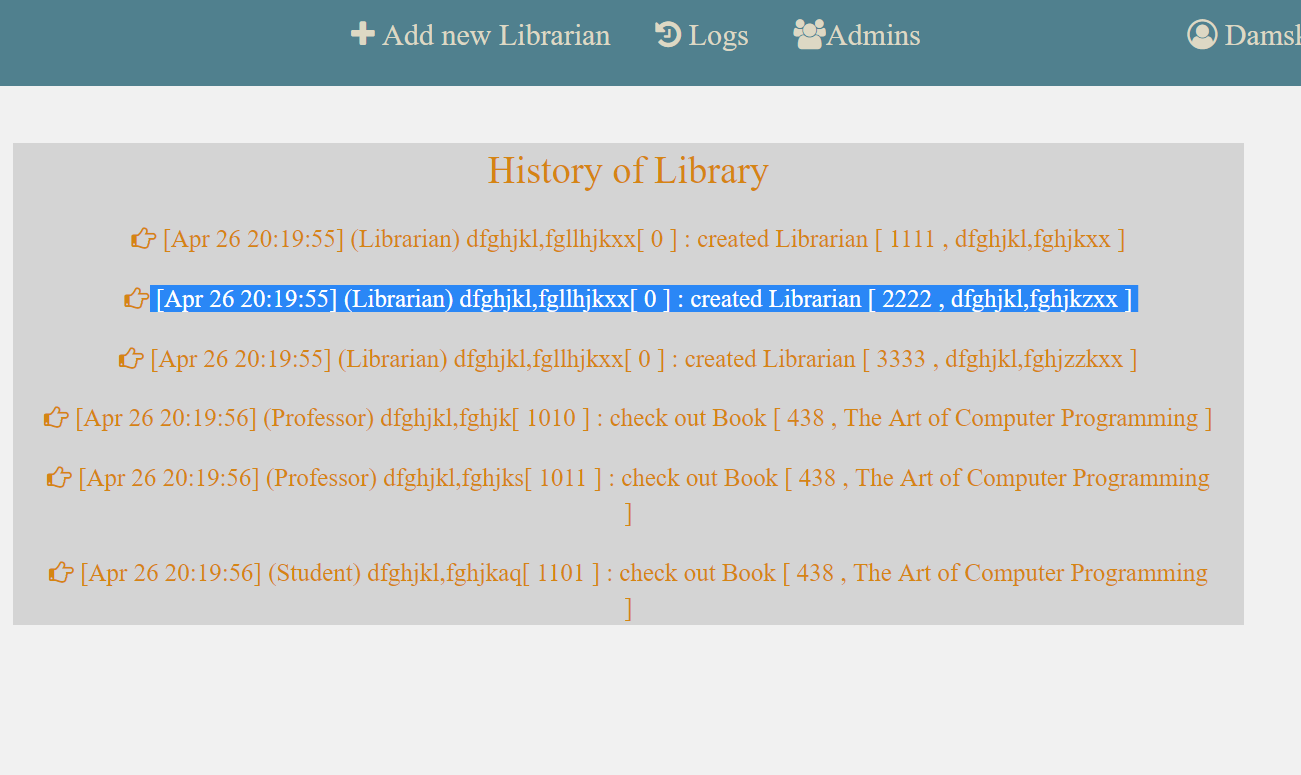 Add new Librarian Logs Admins
History of Library
[Apr 26 20:19:55] (Librarian) dfghjkl,fgllhjkxx[ 0 ] : created Librarian [ 1111 , dfghjkl,fghjkxx ]
[Apr 26 20:19:55] (Librarian) dfghjkl,fgllhjkxx[ 0 ] : created Librarian [ 2222 , dfghjkl,fghjkzxx ]
[Apr 26 20:19:55] (Librarian) dfghjkl,fgllhjkxx[ 0 ] : created Librarian [ 3333 , dfghjkl,fghjzzkxx ]
[Apr 26 20:19:56] (Professor) dfghjkl,fghjk[ 1010 ] : check out Book [ 438 , The Art of Computer Programming ]
[Apr 26 20:19:56] (Professor) dfghjkl,fghjks[ 1011 ] : check out Book [ 438 , The Art of Computer Programming
]
[Apr 26 20:19:56] (Student) dfghjkl,fghjkaq[ 1101 ] : check out Book [ 438 , The Art of Computer Programming
]